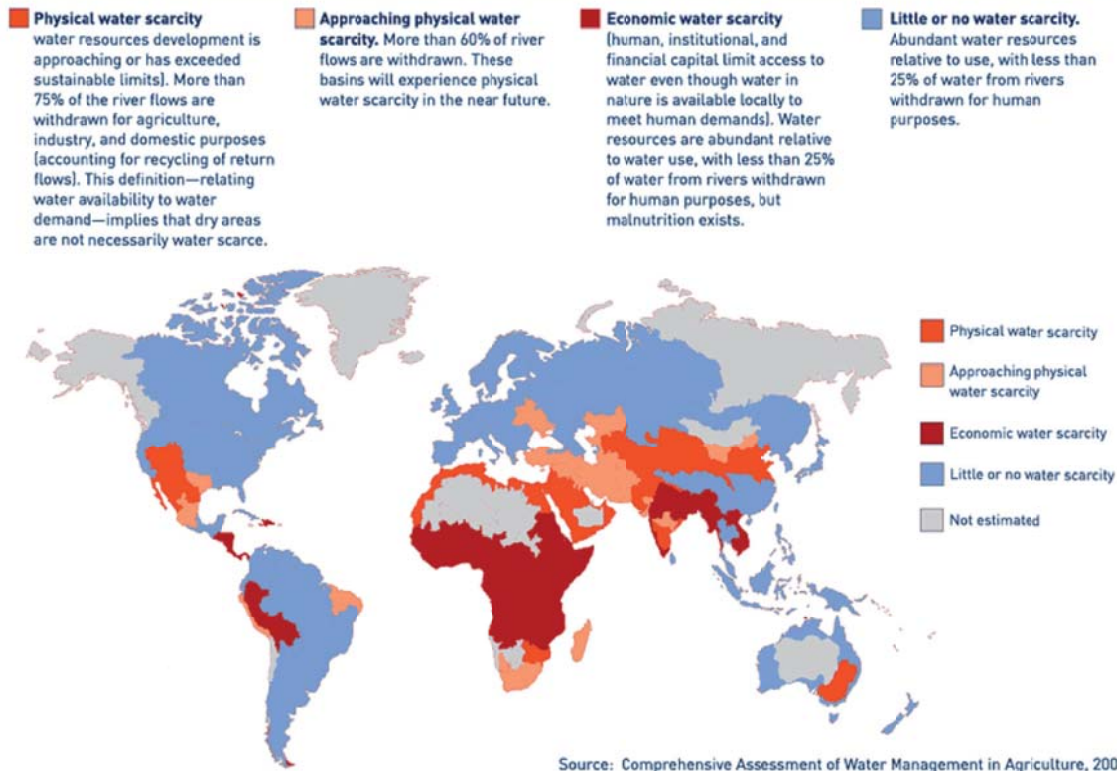 Physical water scarcity
water resources development is
approaching or has exceeded
sustainable limits). More than
75% of the river flows are
withdrawn for agriculture,
industry, and domestic purposes
(accounting for recycling of return
flows). This definition—relating
water availability to water
demand—implies that dry areas
are not necessarily water scarce.
Approaching physical water
scarcity. More than 60% of river
flows are withdrawn. These
basins will experience physical
water scarcity in the near future.
Economic water scarcity
(human, institutional, and
financial capital limit access to
water even though water in
nature is available locally to
meet human demands). Water
resources are abundant relative
to water use, with less than 25%
of water from rivers withdrawn
for human purposes, but
malnutrition exists.
Little or no water scarcity.
Abundant water resources
relative to use, with less than
25% of water from rivers
withdrawn for human
purposes.
Physical water scarcity
Approaching physical
water scarcity
Economic water scarcity
Little or no water scarcity
Not estimated
Source: Comprehensive Assessment of Water Management in Agriculture, 200